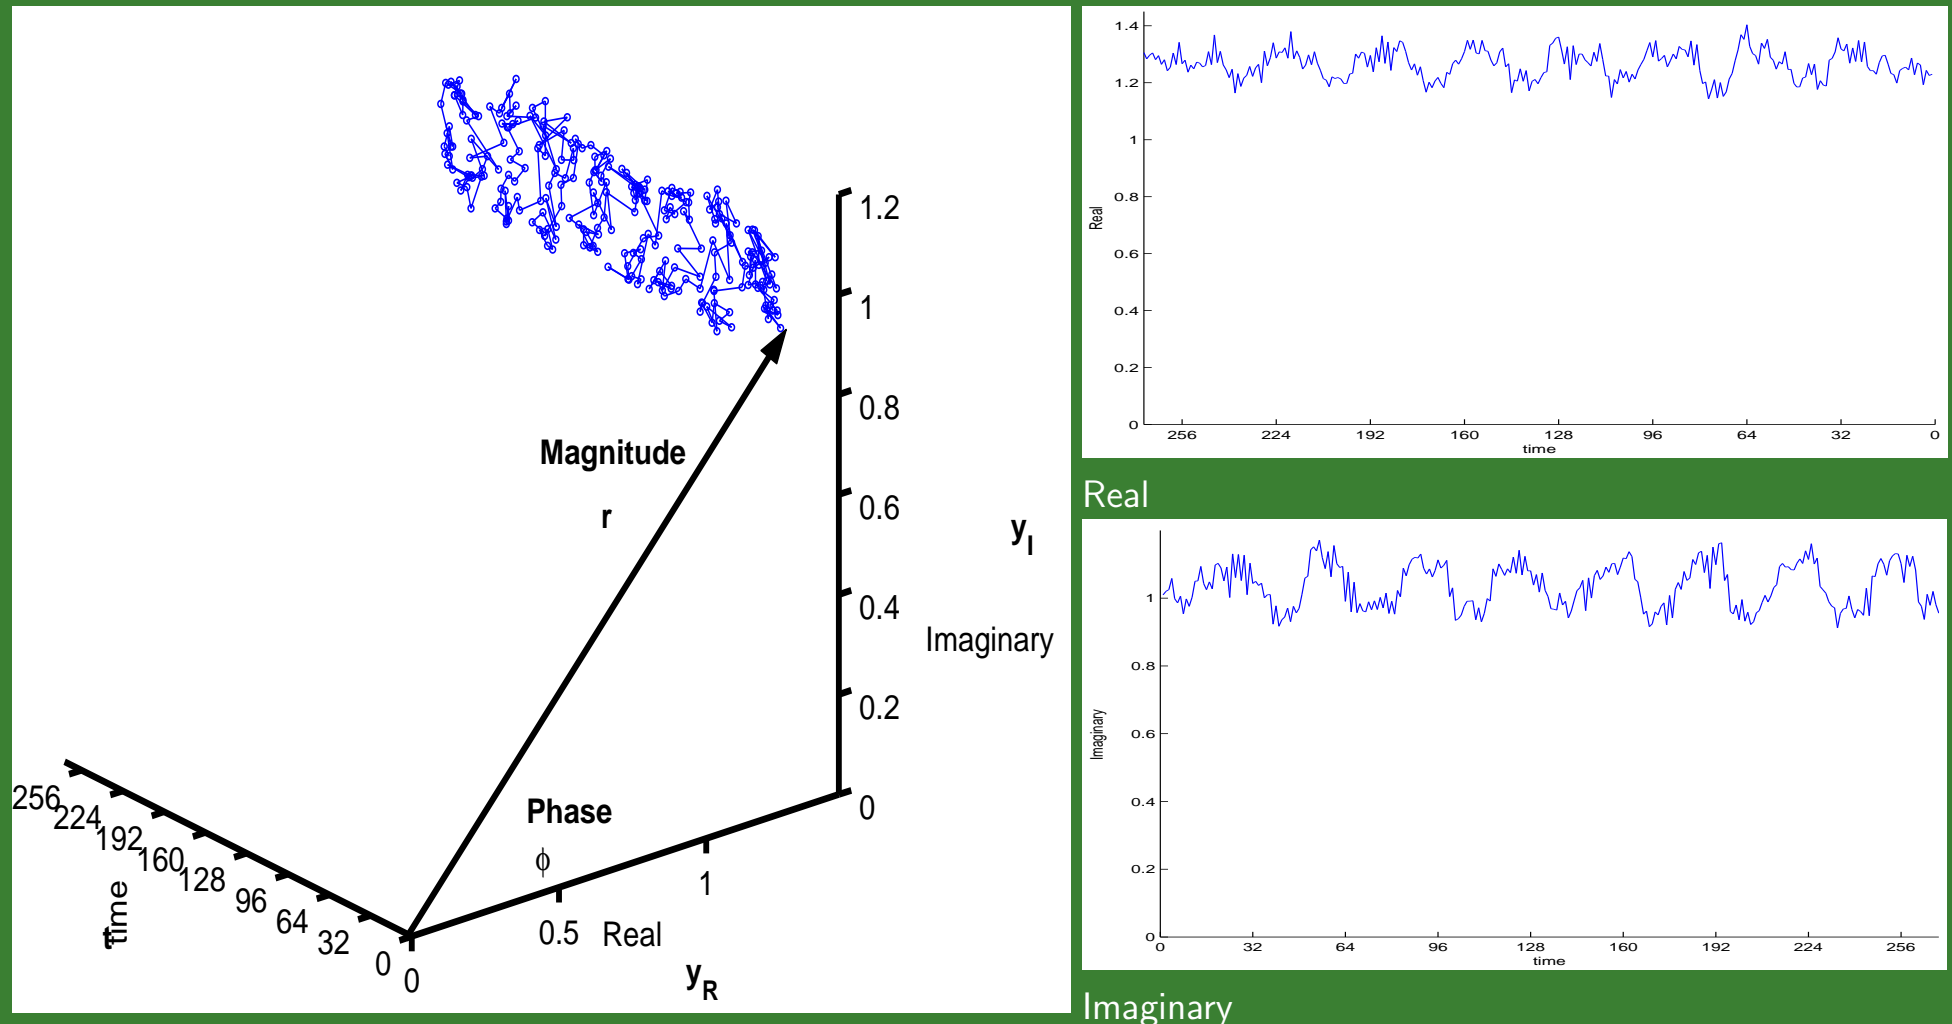 1.2
1
0.8
0.6
0.4
0.2
0
Magnitude
r
y_I
Imaginary
Phase
ϕ
256
224
192
160
128
96
64
32
0
time
t
0
0.5
1
Real
y_R
1.4
1.2
1
0.8
0.6
0.4
0.2
0
Real
256 224 192 160 128 96 64 32 0
time
Real
1
0.8
0.6
0.4
0.2
0
Imaginary
0 32 64 96 128 160 192 224 256
time
Imaginary